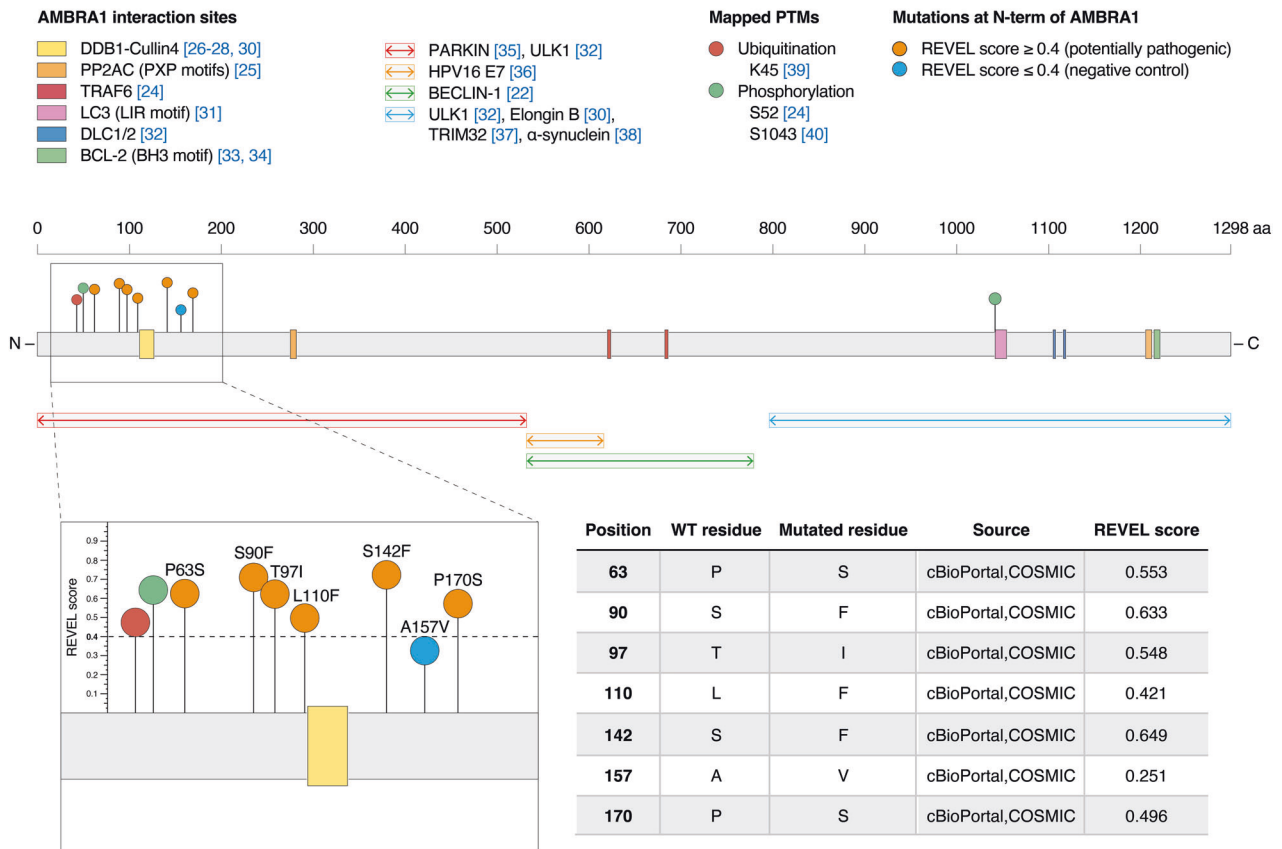 AMBRA1 interaction sites
DDB1-Cullin4 [26-28, 30]
PP2AC (PXP motifs) [25]
TRAF6 [24]
LC3 (LIR motif) [31]
DLC1/2 [32]
BCL-2 (BH3 motif) [33, 34]
PARKIN [35], ULK1 [32]
HPV16 E7 [36]
BECLIN-1 [22]
ULK1 [32], Elongin B [30],
TRIM32 [37], α-synuclein [38]
Mapped PTMs
Ubiquitination
K45 [39]
Phosphorylation
S52 [24]
S1043 [40]
Mutations at N-term of AMBRA1
REVEL score ≥ 0.4 (potentially pathogenic)
REVEL score ≤ 0.4 (negative control)
0 100 200 300 400 500 600 700 800 900 1000 1100 1200 1298 aa
N
C
REVEL score
0.9
0.8
0.7
0.6
0.5
0.4
0.3
0.2
0.1
P63S
S90F
T97I
L110F
S142F
A157V
P170S
Position WT residue Mutated residue Source REVEL score
63 P S cBioPortal,COSMIC 0.553
90 S F cBioPortal,COSMIC 0.633
97 T I cBioPortal,COSMIC 0.548
110 L F cBioPortal,COSMIC 0.421
142 S F cBioPortal,COSMIC 0.649
157 A V cBioPortal,COSMIC 0.251
170 P S cBioPortal,COSMIC 0.496